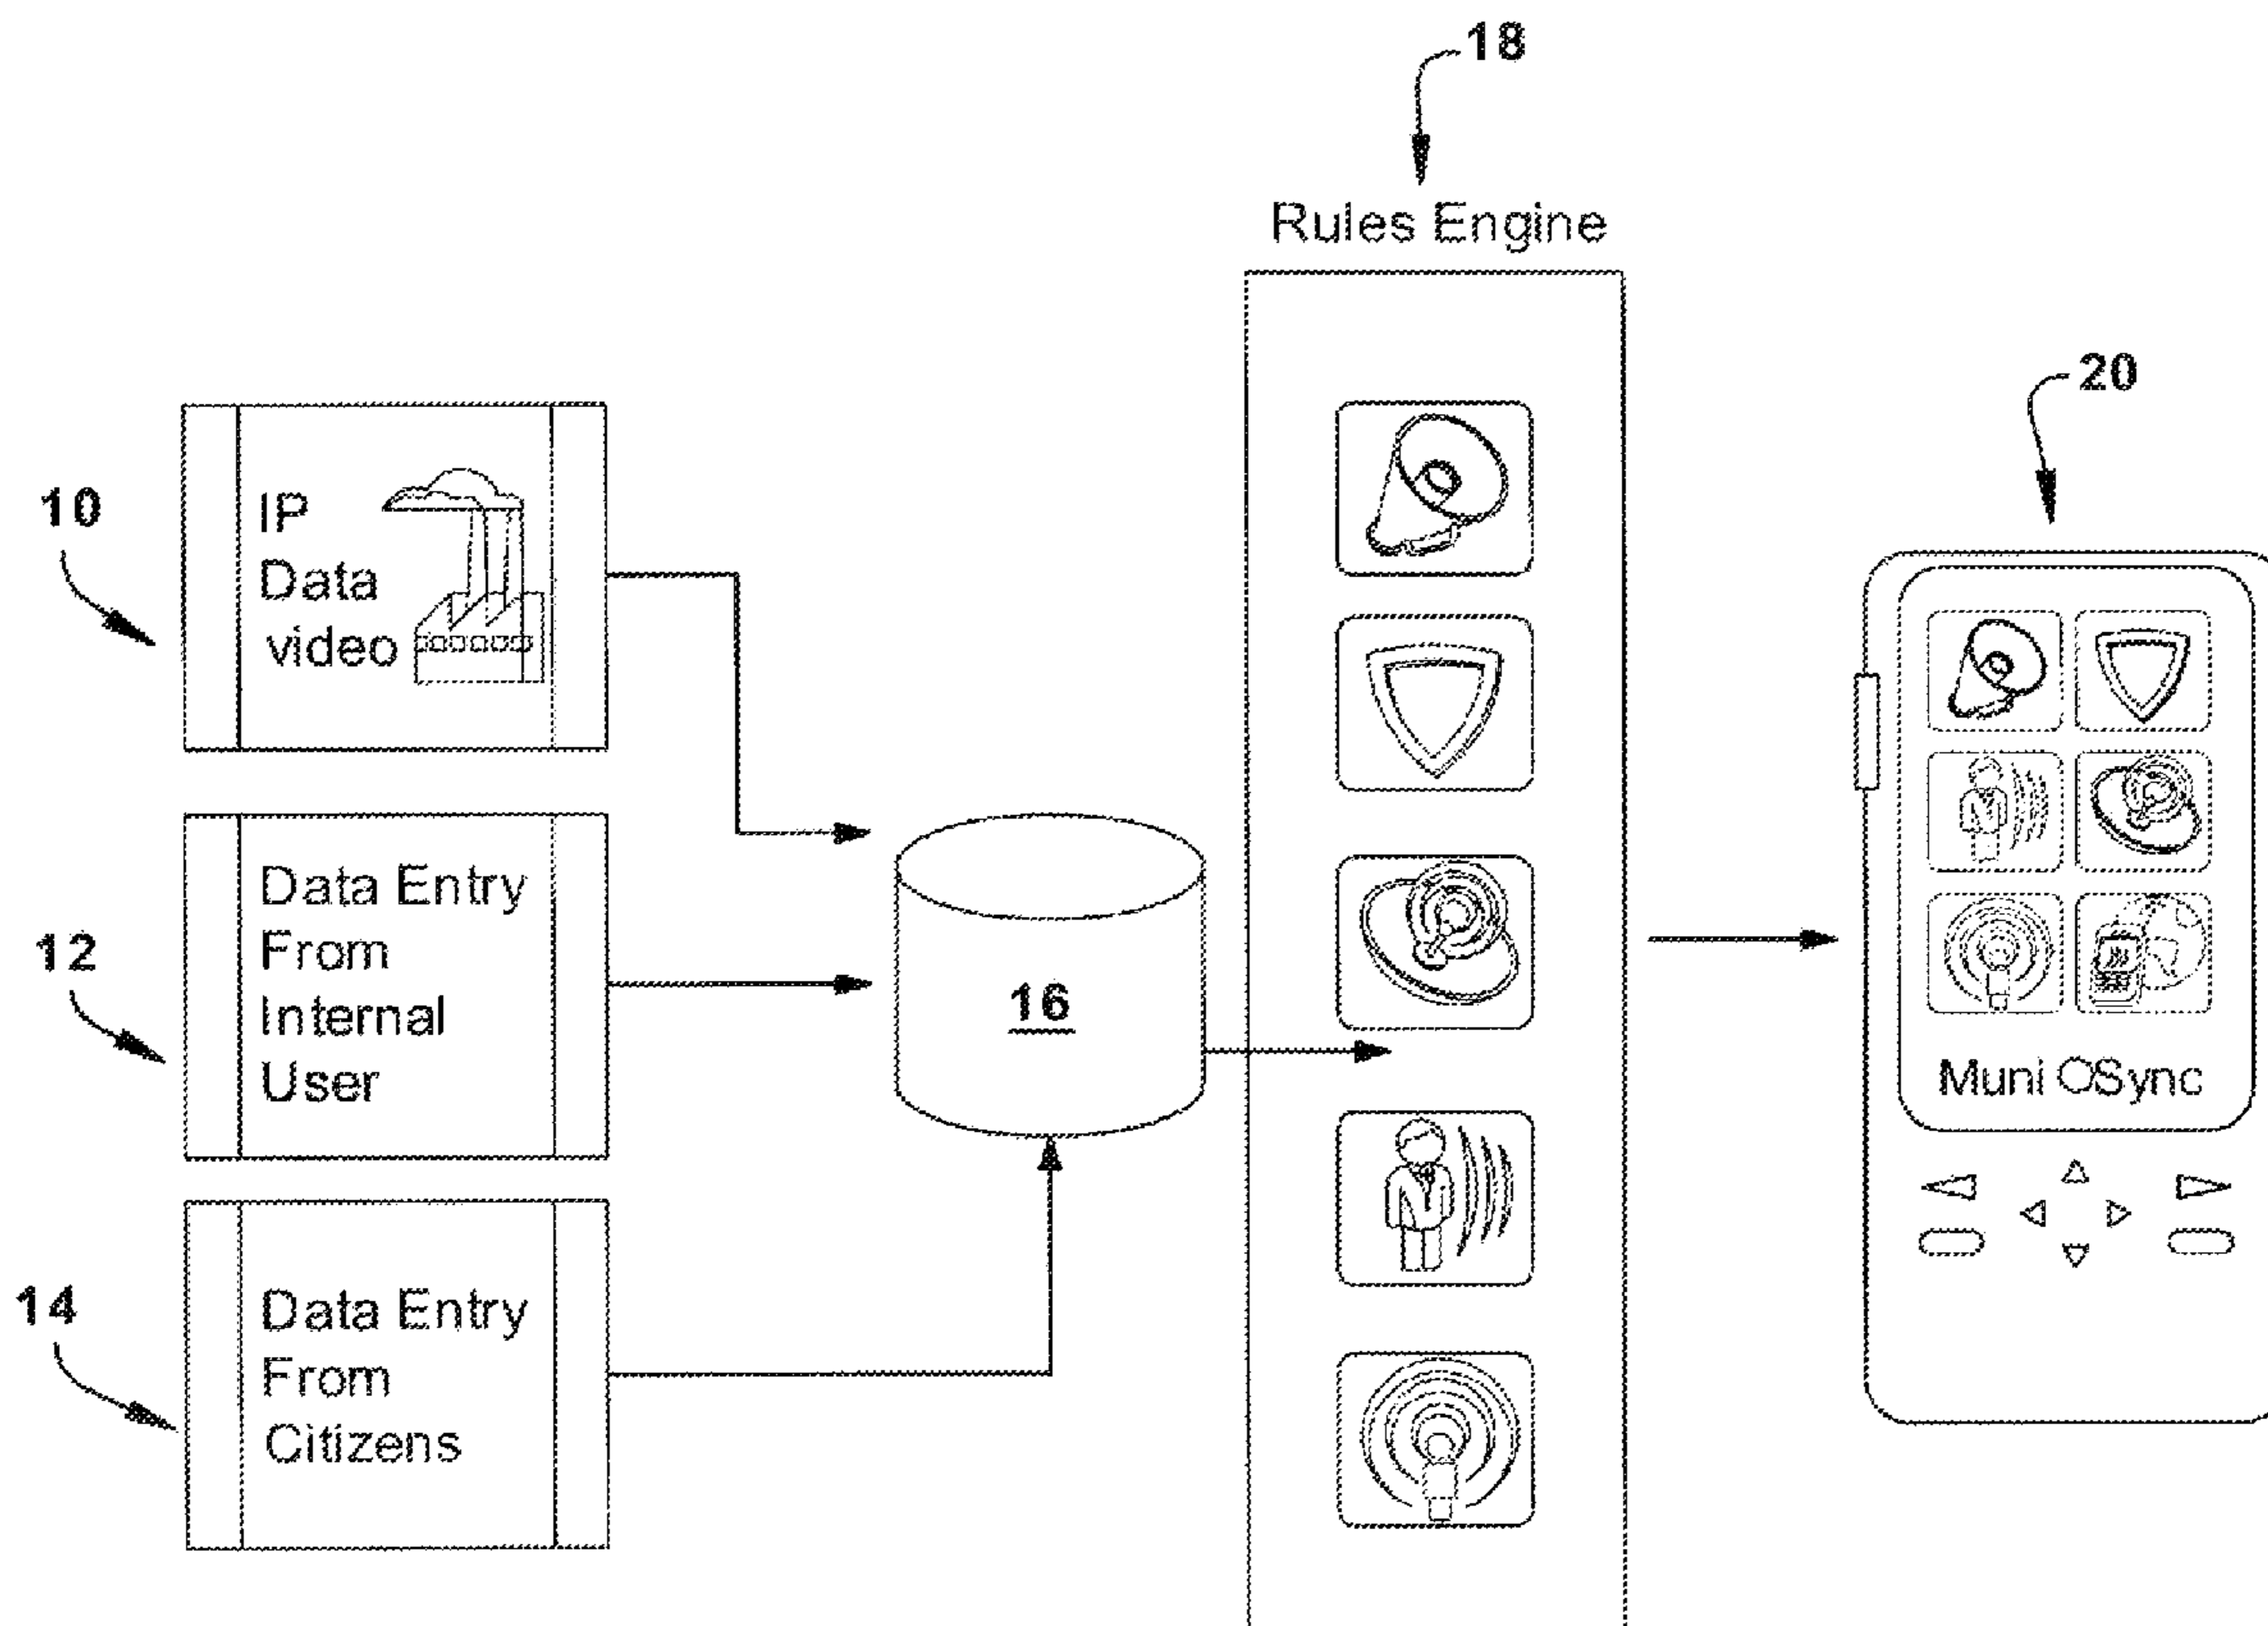 18
Rules Engine
20
10
IP
Data
video
12
Data Entry
From
Internal
User
16
14
Data Entry
From
Citizens
Muni OSync